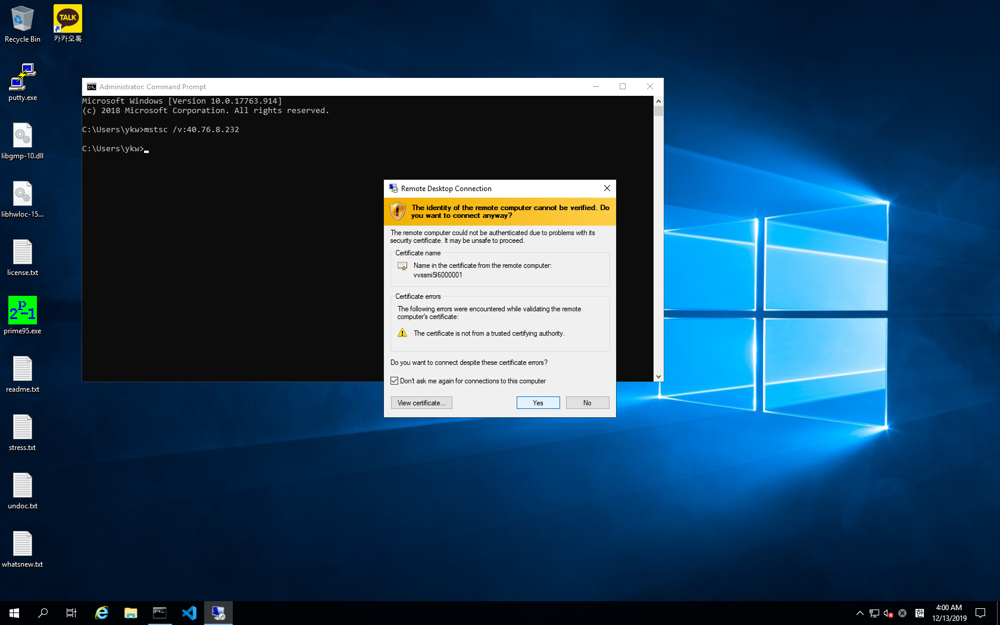 Recycle Bin
TALK
카카오톡
putty.exe
libgmp-10.dll
libhwloc-15...
license.txt
2^P-1
prime95.exe
readme.txt
stress.txt
undoc.txt
whatsnew.txt
Administrator: Command Prompt
Microsoft Windows [Version 10.0.17763.914]
(c) 2018 Microsoft Corporation. All rights reserved.
C:\Users\ykw>mstsc /v:40.76.8.232
C:\Users\ykw>
Remote Desktop Connection
The identity of the remote computer cannot be verified. Do
you want to connect anyway?
The remote computer could not be authenticated due to problems with its
security certificate. It may be unsafe to proceed.
Certificate name
Name in the certificate from the remote computer:
vvssmi5l6000001
Certificate errors
The following errors were encountered while validating the remote
computer's certificate:
The certificate is not from a trusted certifying authority.
Do you want to connect despite these certificate errors?
Don't ask me again for connections to this computer
View certificate...
Yes
No
한
4:00 AM
12/13/2019